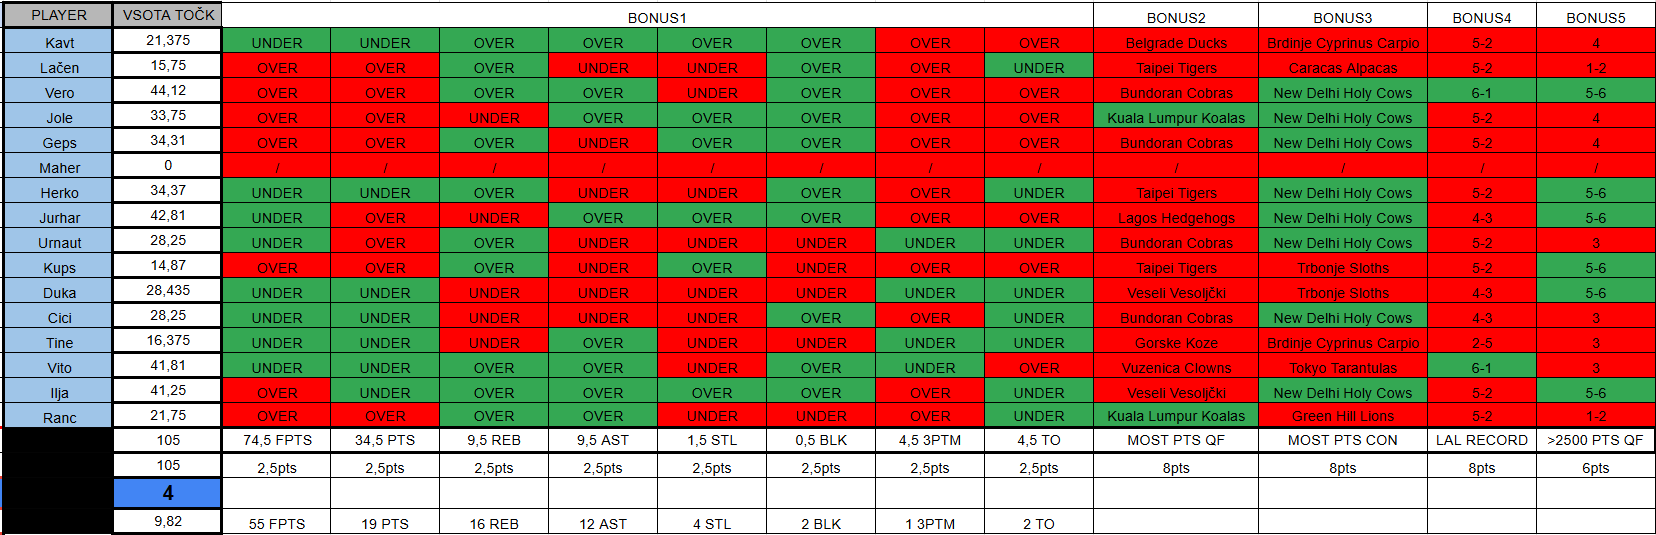 PLAYER VSOTA TOČK BONUS1 BONUS2 BONUS3 BONUS4 BONUS5
Kavt 21,375 UNDER UNDER OVER OVER OVER OVER OVER OVER Belgrade Ducks Brdinje Cyprinus Carpio 5-2 4
Lačen 15,75 OVER OVER OVER UNDER UNDER OVER OVER UNDER Taipei Tigers Caracas Alpacas 5-2 1-2
Vero 44,12 OVER OVER OVER OVER UNDER OVER OVER OVER Bundoran Cobras New Delhi Holy Cows 6-1 5-6
Jole 33,75 OVER OVER UNDER OVER OVER OVER OVER OVER Kuala Lumpur Koalas New Delhi Holy Cows 5-2 4
Geps 34,31 OVER OVER OVER UNDER OVER OVER OVER OVER Bundoran Cobras New Delhi Holy Cows 5-2 4
Maher 0 / / / / / / / / / / / /
Herko 34,37 UNDER UNDER OVER UNDER UNDER OVER OVER UNDER Taipei Tigers New Delhi Holy Cows 5-2 5-6
Jurhar 42,81 UNDER OVER UNDER OVER OVER OVER OVER OVER Lagos Hedgehogs New Delhi Holy Cows 4-3 5-6
Urnaut 28,25 UNDER OVER OVER UNDER UNDER UNDER UNDER UNDER Bundoran Cobras New Delhi Holy Cows 5-2 3
Kups 14,87 OVER OVER OVER UNDER OVER UNDER OVER OVER Taipei Tigers Trbonje Sloths 5-2 5-6
Duka 28,435 UNDER UNDER UNDER UNDER UNDER UNDER UNDER UNDER Veseli Vesoljčki Trbonje Sloths 4-3 5-6
Cici 28,25 UNDER UNDER UNDER UNDER UNDER OVER OVER UNDER Bundoran Cobras New Delhi Holy Cows 4-3 3
Tine 16,375 UNDER UNDER UNDER OVER UNDER UNDER OVER UNDER Gorske Koze Brdinje Cyprinus Carpio 2-5 3
Vito 41,81 UNDER UNDER OVER OVER UNDER OVER UNDER OVER Vuzenica Clowns Tokyo Tarantulas 6-1 3
Ilja 41,25 OVER UNDER OVER OVER OVER OVER OVER UNDER Veseli Vesoljčki New Delhi Holy Cows 5-2 5-6
Ranc 21,75 OVER OVER OVER OVER UNDER UNDER OVER UNDER Kuala Lumpur Koalas Green Hill Lions 5-2 1-2
105 74,5 FPTS 34,5 PTS 9,5 REB 9,5 AST 1,5 STL 0,5 BLK 4,5 3PTM 4,5 TO MOST PTS QF MOST PTS CON LAL RECORD >2500 PTS QF
105 2,5pts 2,5pts 2,5pts 2,5pts 2,5pts 2,5pts 2,5pts 2,5pts 8pts 8pts 8pts 6pts
4
9,82 55 FPTS 19 PTS 16 REB 12 AST 4 STL 2 BLK 1 3PTM 2 TO